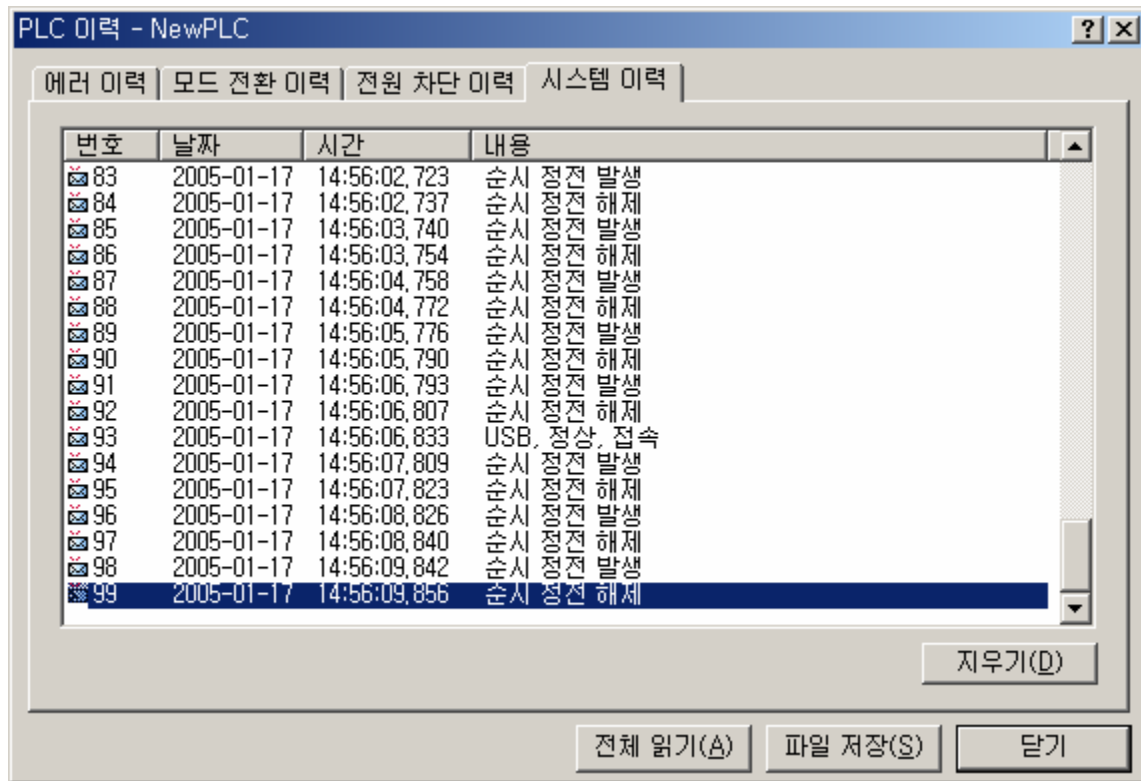 PLC 이력 - NewPLC
에러 이력 모드 전환 이력 전원 차단 이력 시스템 이력
번호 날짜 시간 내용
83 2005-01-17 14:56:02,723 순시 정전 발생
84 2005-01-17 14:56:02,737 순시 정전 해제
85 2005-01-17 14:56:03,740 순시 정전 발생
86 2005-01-17 14:56:03,754 순시 정전 해제
87 2005-01-17 14:56:04,758 순시 정전 발생
88 2005-01-17 14:56:04,772 순시 정전 해제
89 2005-01-17 14:56:05,776 순시 정전 발생
90 2005-01-17 14:56:05,790 순시 정전 해제
91 2005-01-17 14:56:06,793 순시 정전 발생
92 2005-01-17 14:56:06,807 순시 정전 해제
93 2005-01-17 14:56:06,833 USB, 정상, 접속
94 2005-01-17 14:56:07,809 순시 정전 발생
95 2005-01-17 14:56:07,823 순시 정전 해제
96 2005-01-17 14:56:08,826 순시 정전 발생
97 2005-01-17 14:56:08,840 순시 정전 해제
98 2005-01-17 14:56:09,842 순시 정전 발생
99 2005-01-17 14:56:09,856 순시 정전 해제
지우기(D)
전체 읽기(A) 파일 저장(S) 닫기